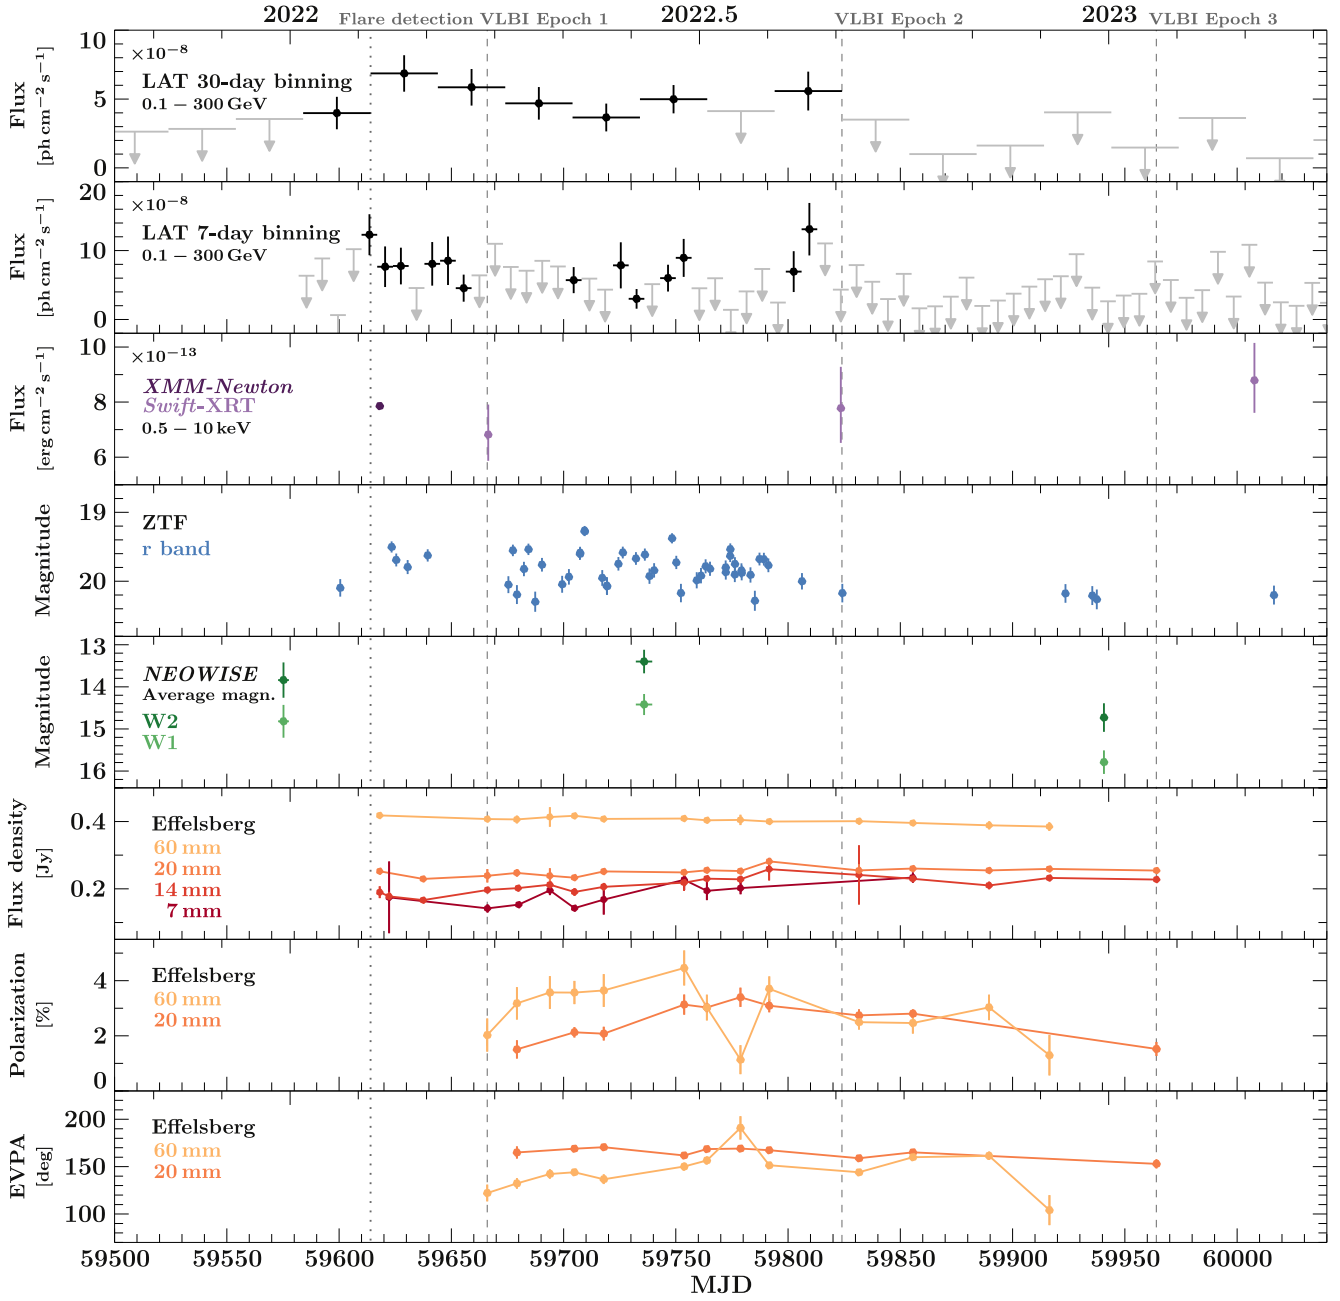 2022 2022.5 2023
Flare detection VLBI Epoch 1 VLBI Epoch 2 VLBI Epoch 3
10
5
0
Flux
[ph cm⁻² s⁻¹]
×10⁻⁸
LAT 30-day binning
0.1 – 300 GeV
20
10
0
Flux
[ph cm⁻² s⁻¹]
×10⁻⁸
LAT 7-day binning
0.1 – 300 GeV
10
8
6
Flux
[erg cm⁻² s⁻¹]
×10⁻¹³
XMM-Newton
Swift-XRT
0.5 – 10 keV
19
20
Magnitude
ZTF
r band
13
14
15
16
Magnitude
NEOWISE
Average magn.
W2
W1
0.4
0.2
Flux density
[Jy]
Effelsberg
60 mm
20 mm
14 mm
7 mm
4
2
0
Polarization
[%]
Effelsberg
60 mm
20 mm
200
150
100
EVPA
[deg]
Effelsberg
60 mm
20 mm
59500 59550 59600 59650 59700 59750 59800 59850 59900 59950 60000
MJD